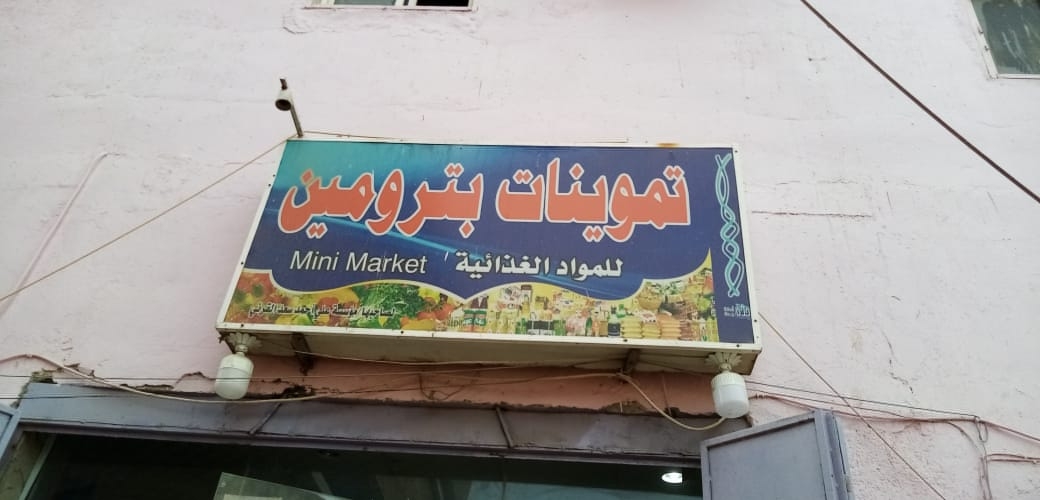 تموينات بترومين
للمواد الغذائية
Mini Market